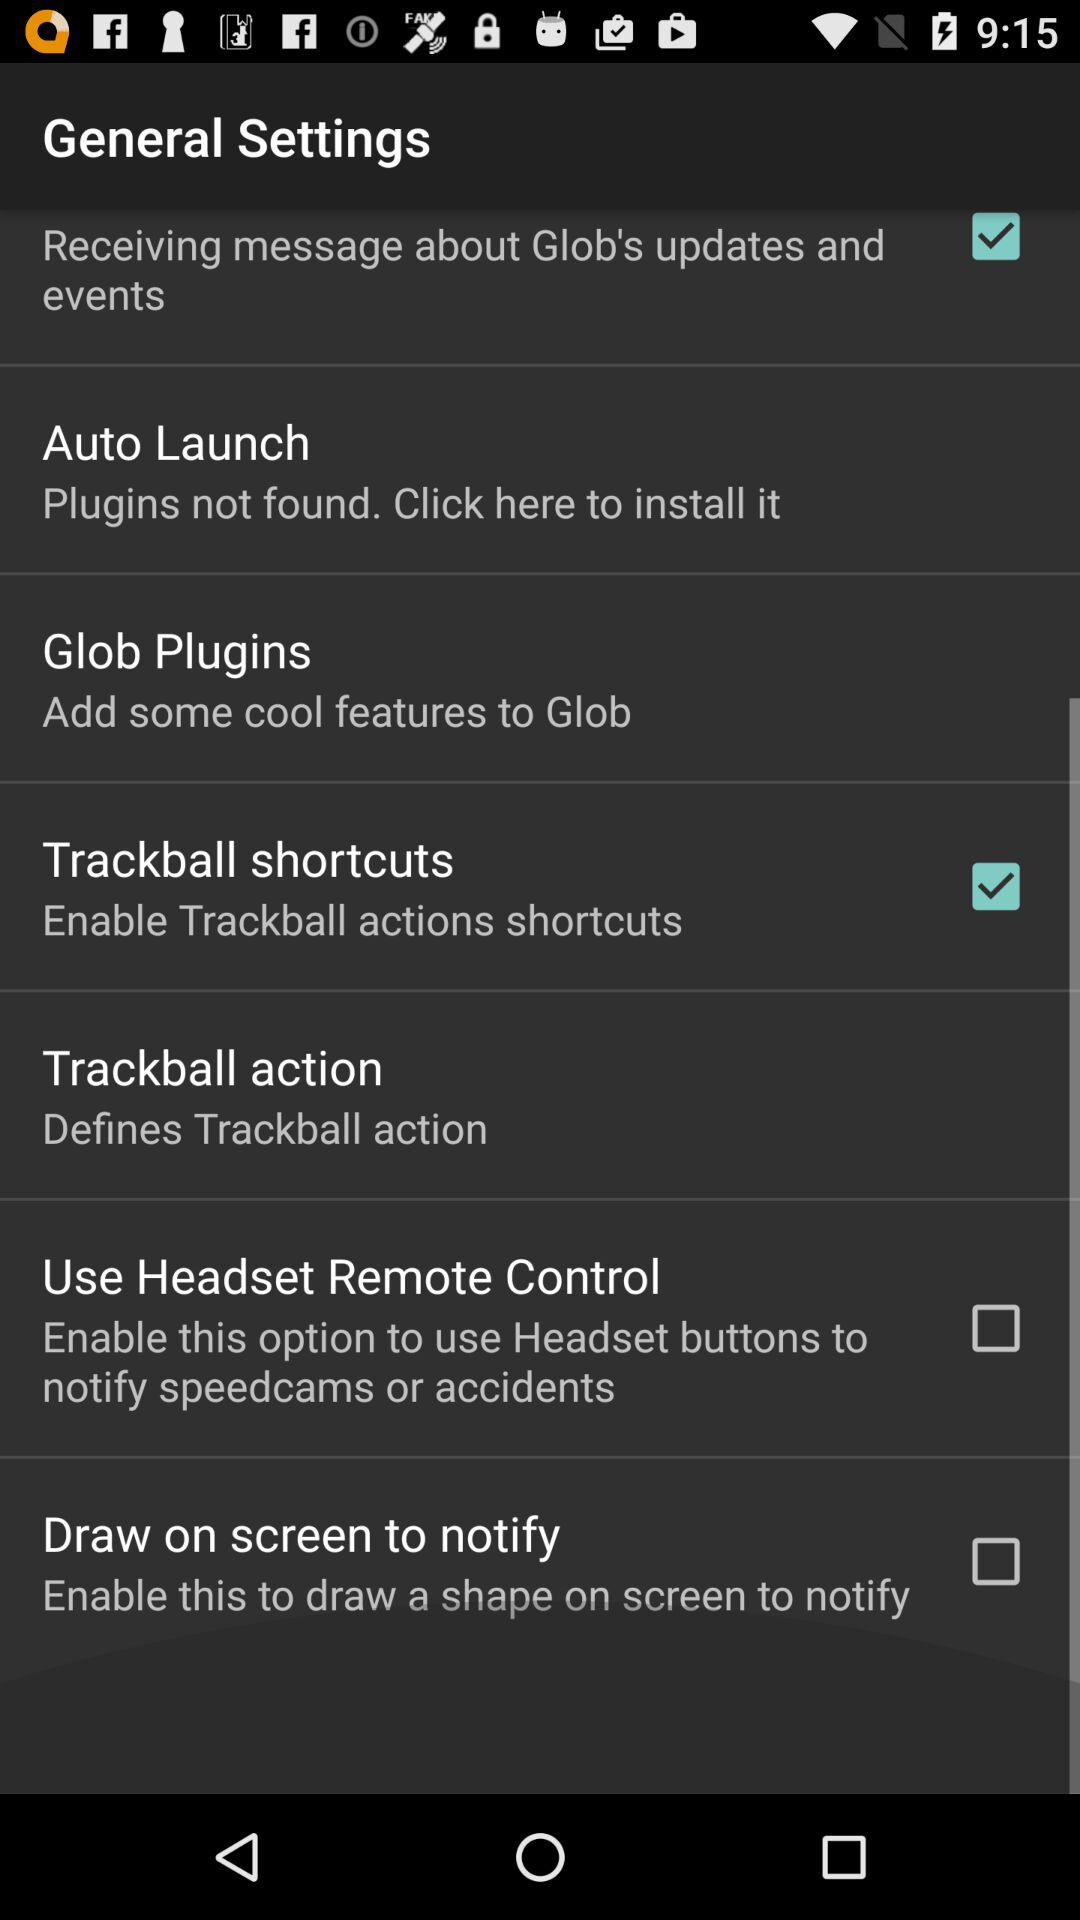 FAKE
9:15
General Settings
Receiving message about Glob's updates and
events
Auto Launch
Plugins not found. Click here to install it
Glob Plugins
Add some cool features to Glob
Trackball shortcuts
Enable Trackball actions shortcuts
Trackball action
Defines Trackball action
Use Headset Remote Control
Enable this option to use Headset buttons to
notify speedcams or accidents
Draw on screen to notify
Enable this to draw a shape on screen to notify